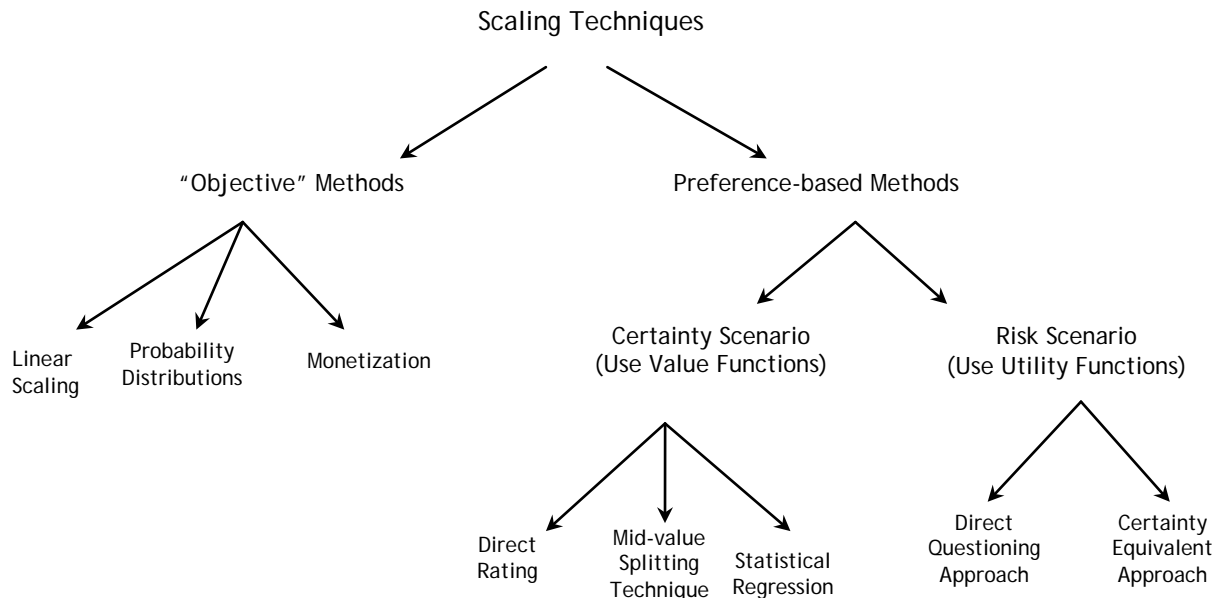 Scaling Techniques
“Objective” Methods
Preference-based Methods
Linear
Scaling
Probability
Distributions
Monetization
Certainty Scenario
(Use Value Functions)
Risk Scenario
(Use Utility Functions)
Direct
Rating
Mid-value
Splitting
Technique
Statistical
Regression
Direct
Questioning
Approach
Certainty
Equivalent
Approach